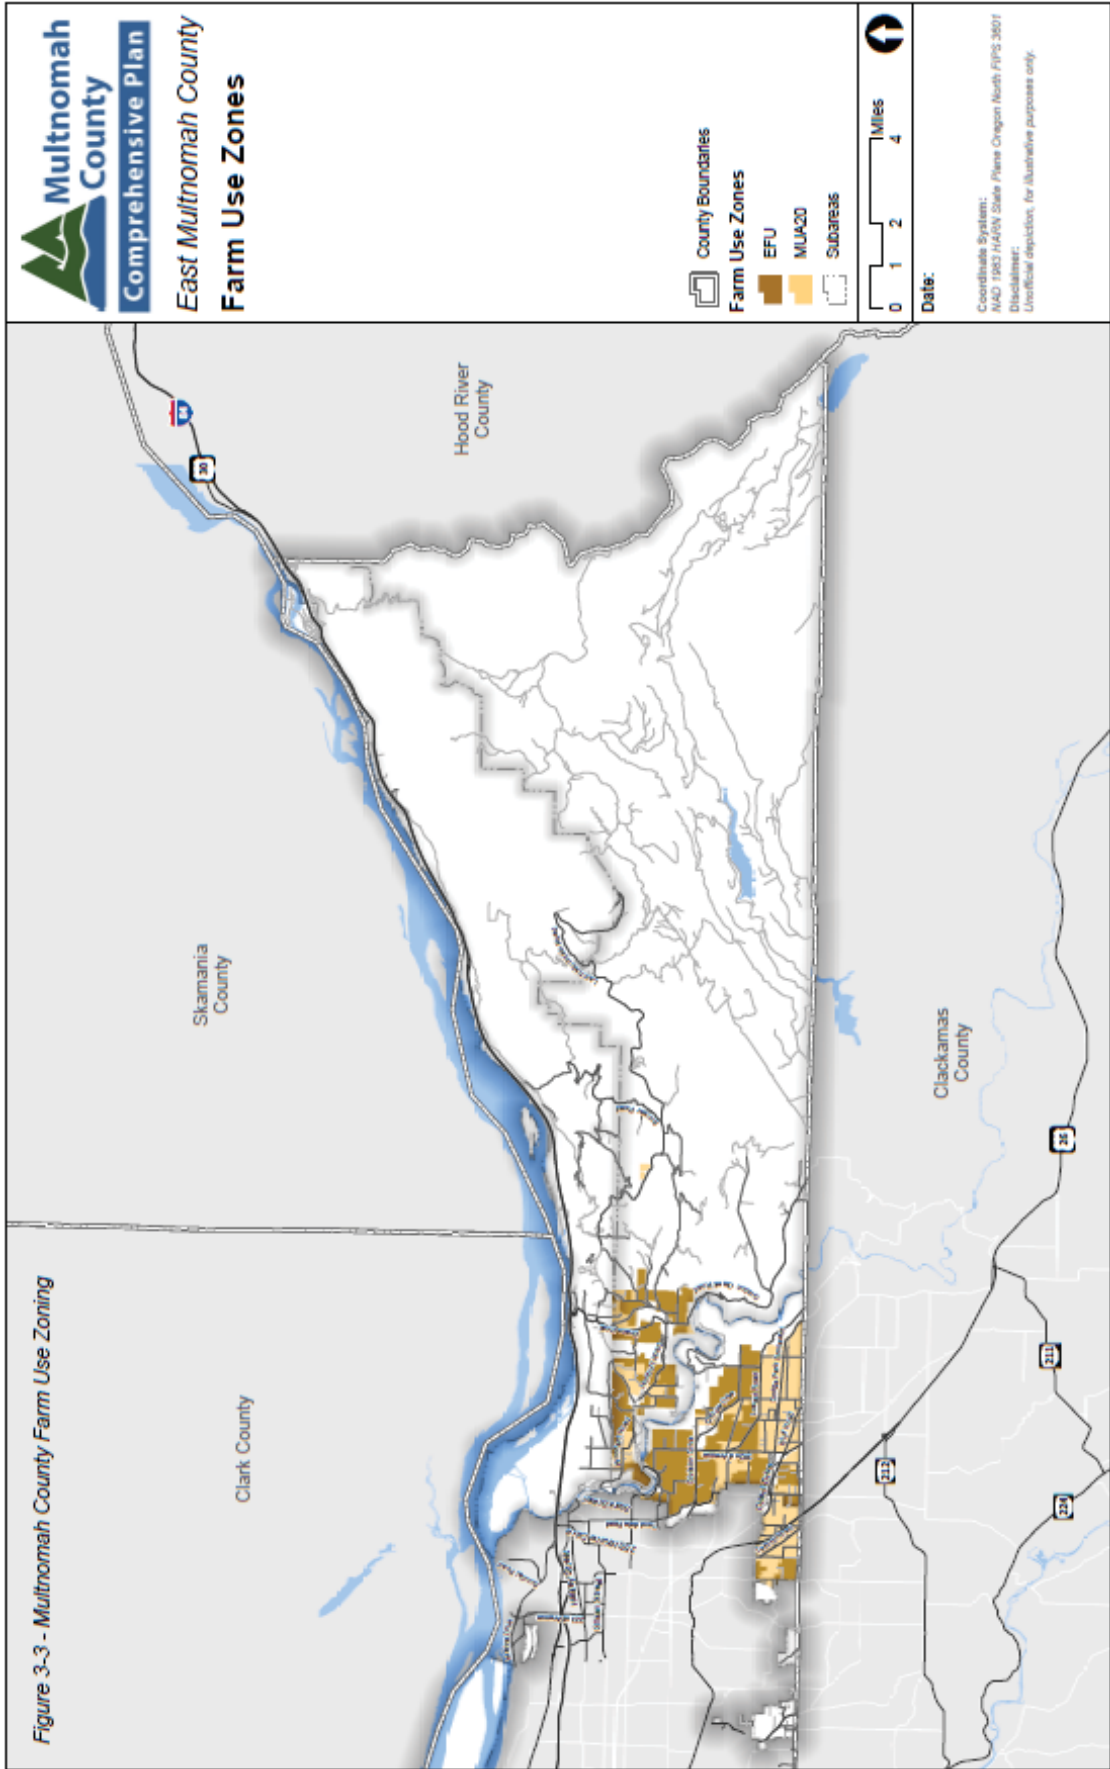 Figure 3-3 - Multnomah County Farm Use Zoning
Multnomah
County
Comprehensive Plan
East Multnomah County
Farm Use Zones
County Boundaries
Farm Use Zones
EFU
MUA20
Subareas
0 1 2 4
Miles
Date:
Coordinate System:
NAD 1983 HARN State Plane Oregon North FIPS 3601
Disclaimer:
Unofficial depiction, for illustrative purposes only.
Clark County
Skamania
County
Hood River
County
Clackamas
County
84
30
26
211
212
224